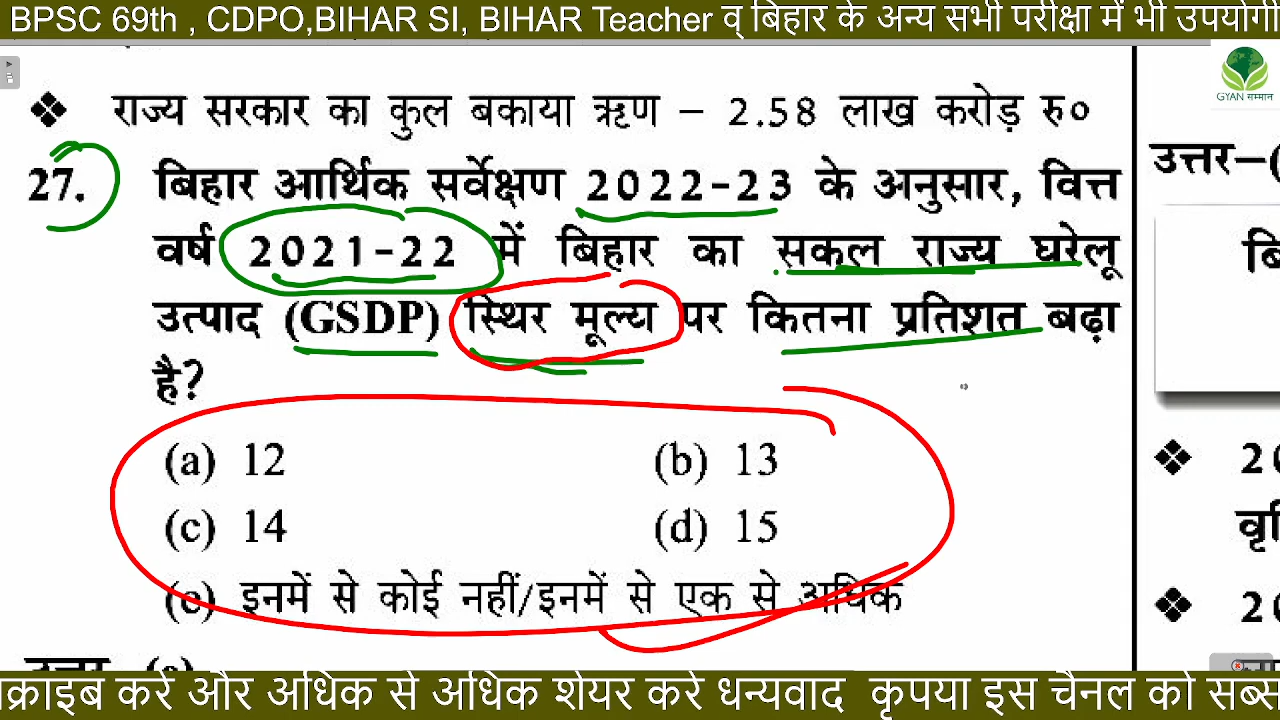 BPSC 69th , CDPO,BIHAR SI, BIHAR Teacher व् बिहार के अन्य सभी परीक्षा में भी उपयोगी
GYAN सम्मान
❖ राज्य सरकार का कुल बकाया ऋण – 2.58 लाख करोड़ रु०
27. बिहार आर्थिक सर्वेक्षण 2022-23 के अनुसार, वित्त
वर्ष 2021-22 में बिहार का सकल राज्य घरेलू
उत्पाद (GSDP) स्थिर मूल्य पर कितना प्रतिशत बढ़ा
है?
(a) 12 (b) 13
(c) 14 (d) 15
(e) इनमें से कोई नहीं/इनमें से एक से अधिक
उत्तर–(
❖
❖
क्राइब करें और अधिक से अधिक शेयर करे धन्यवाद कृपया इस चैनल को सब्स